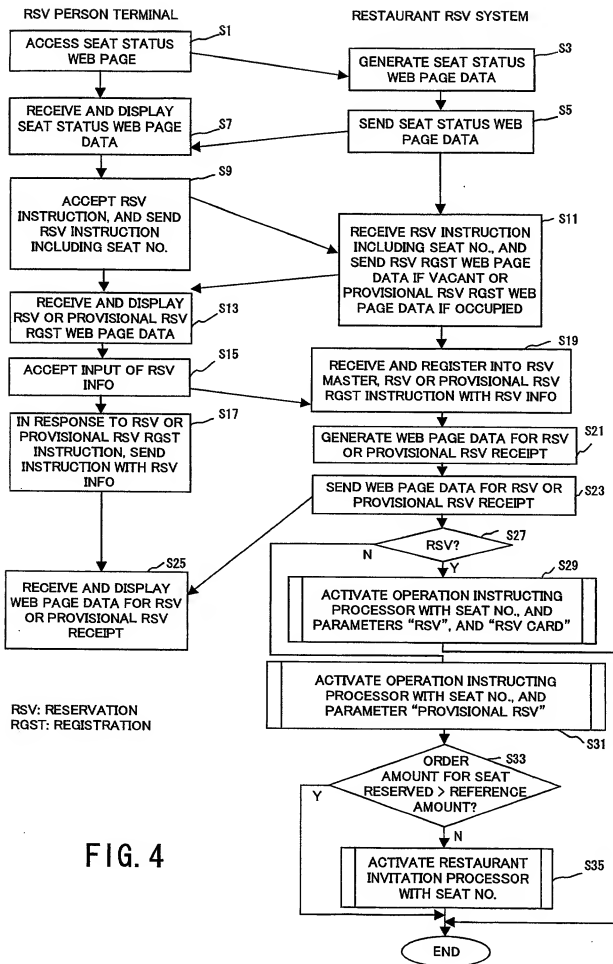 RSV PERSON TERMINAL
RESTAURANT RSV SYSTEM
S1
ACCESS SEAT STATUS
WEB PAGE
S3
GENERATE SEAT STATUS
WEB PAGE DATA
S7
RECEIVE AND DISPLAY
SEAT STATUS WEB PAGE
DATA
S5
SEND SEAT STATUS WEB
PAGE DATA
S9
ACCEPT RSV
INSTRUCTION, AND SEND
RSV INSTRUCTION
INCLUDING SEAT NO.
S11
RECEIVE RSV INSTRUCTION
INCLUDING SEAT NO., AND
SEND RSV RGST WEB PAGE
DATA IF VACANT OR
PROVISIONAL RSV RGST WEB
PAGE DATA IF OCCUPIED
RECEIVE AND DISPLAY
RSV OR PROVISIONAL RSV
RGST WEB PAGE DATA
S13
S15
ACCEPT INPUT OF RSV
INFO
S19
RECEIVE AND REGISTER INTO RSV
MASTER, RSV OR PROVISIONAL RSV
RGST INSTRUCTION WITH RSV INFO
S17
IN RESPONSE TO RSV OR
PROVISIONAL RSV RGST
INSTRUCTION, SEND
INSTRUCTION WITH RSV
INFO
GENERATE WEB PAGE DATA FOR RSV
OR PROVISIONAL RSV RECEIPT
S21
SEND WEB PAGE DATA FOR RSV OR
PROVISIONAL RSV RECEIPT
S23
S27
RSV?
N
Y
S25
RECEIVE AND DISPLAY
WEB PAGE DATA FOR RSV
OR PROVISIONAL RSV
RECEIPT
S29
ACTIVATE OPERATION INSTRUCTING
PROCESSOR WITH SEAT NO., AND
PARAMETERS "RSV", AND "RSV CARD"
ACTIVATE OPERATION INSTRUCTING
PROCESSOR WITH SEAT NO., AND
PARAMETER "PROVISIONAL RSV"
S31
RSV: RESERVATION
RGST: REGISTRATION
S33
ORDER
AMOUNT FOR SEAT
RESERVED > REFERENCE
AMOUNT?
Y
N
ACTIVATE RESTAURANT
INVITATION PROCESSOR
WITH SEAT NO.
S35
FIG. 4
END